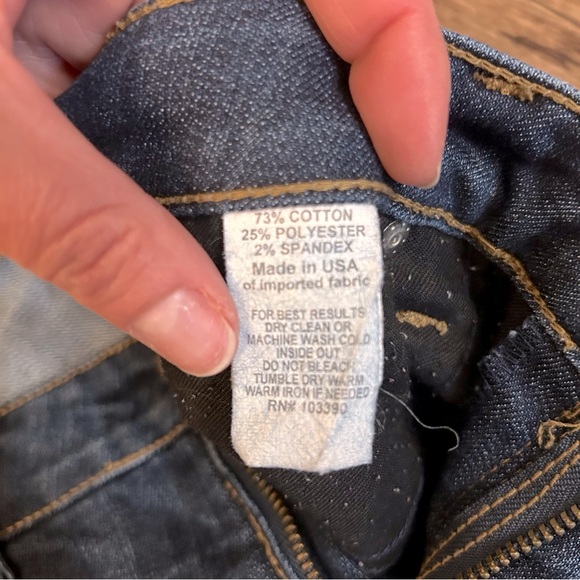 73% COTTON
25% POLYESTER
2% SPANDEX
Made in USA
of imported fabric
FOR BEST RESULTS
DRY CLEAN OR
MACHINE WASH COLD
INSIDE OUT
DO NOT BLEACH
TUMBLE DRY WARM
WARM IRON IF NEEDED
RN# 103390